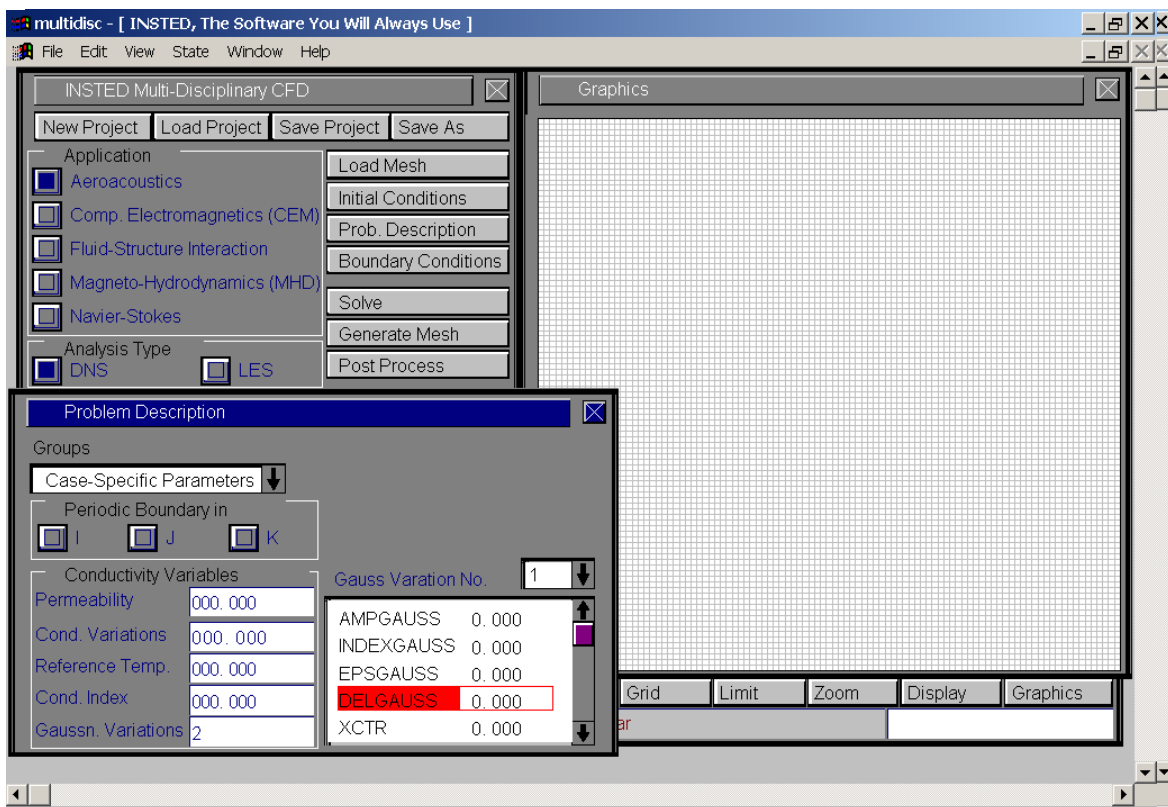 multidisc - [ INSTED, The Software You Will Always Use ]
File Edit View State Window Help
INSTED Multi-Disciplinary CFD
New Project Load Project Save Project Save As
Application
Aeroacoustics
Comp. Electromagnetics (CEM)
Fluid-Structure Interaction
Magneto-Hydrodynamics (MHD)
Navier-Stokes
Analysis Type
DNS LES
Load Mesh
Initial Conditions
Prob. Description
Boundary Conditions
Solve
Generate Mesh
Post Process
Graphics
Problem Description
Groups
Case-Specific Parameters
Periodic Boundary in
I J K
Conductivity Variables
Permeability 000. 000
Cond. Variations 000. 000
Reference Temp. 000. 000
Cond. Index 000. 000
Gaussn. Variations 2
Gauss Varation No. 1
AMPGAUSS 0. 000
INDEXGAUSS 0. 000
EPSGAUSS 0. 000
DELGAUSS 0. 000
XCTR 0. 000
Grid Limit Zoom Display Graphics
ar